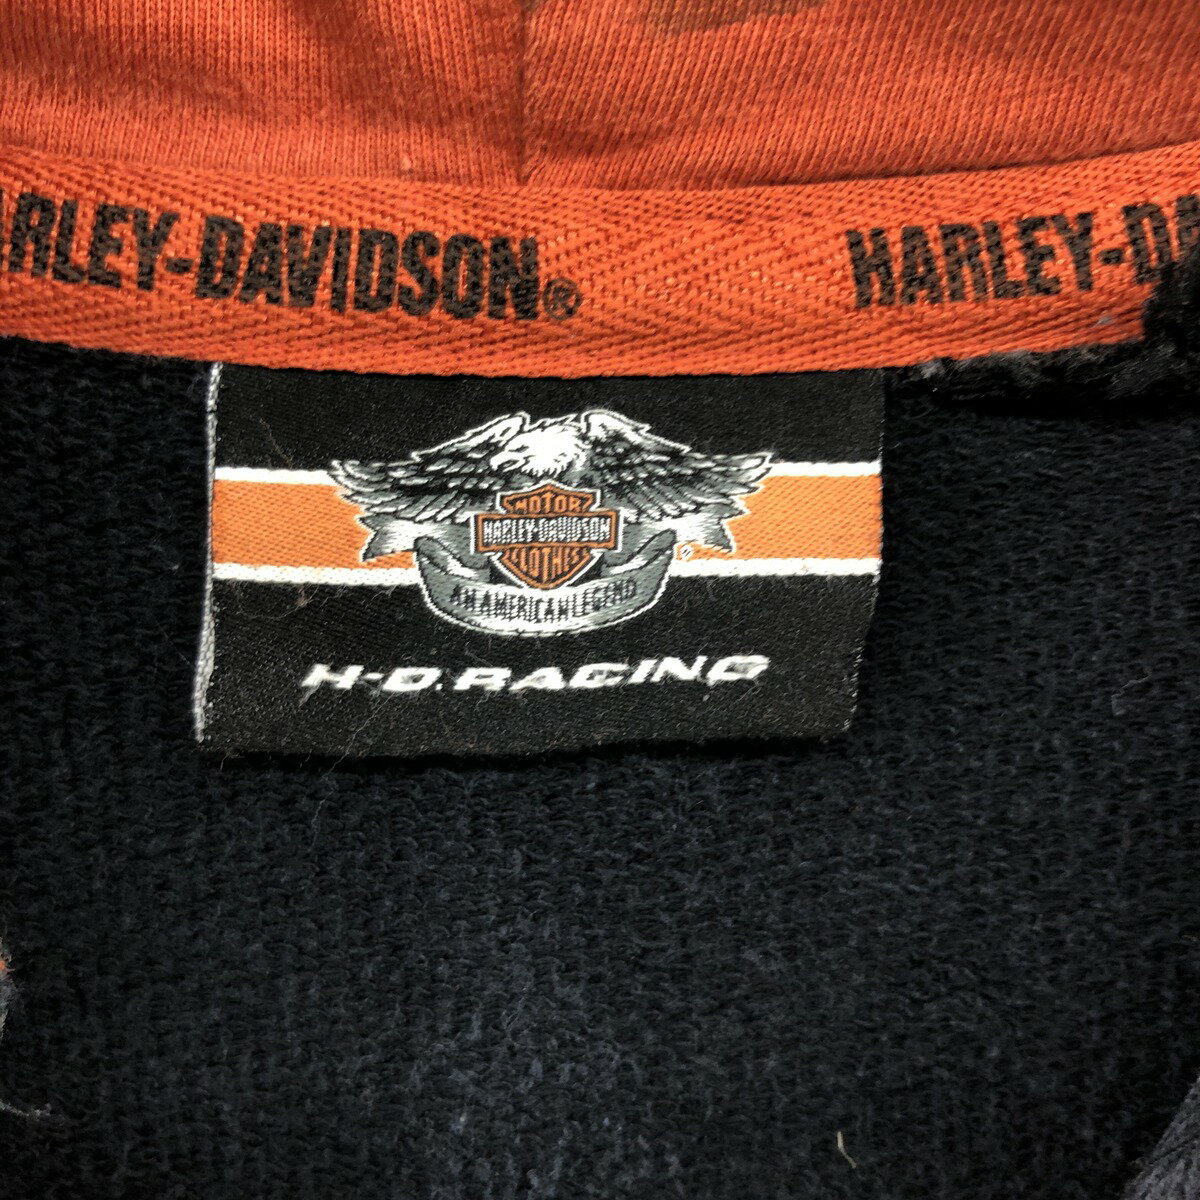 ARLEY-DAVIDSON® HARLEY-DA
MOTOR
HARLEY-DAVIDSON
CLOTHES
®
AN AMERICAN LEGEND
H-D.RACING